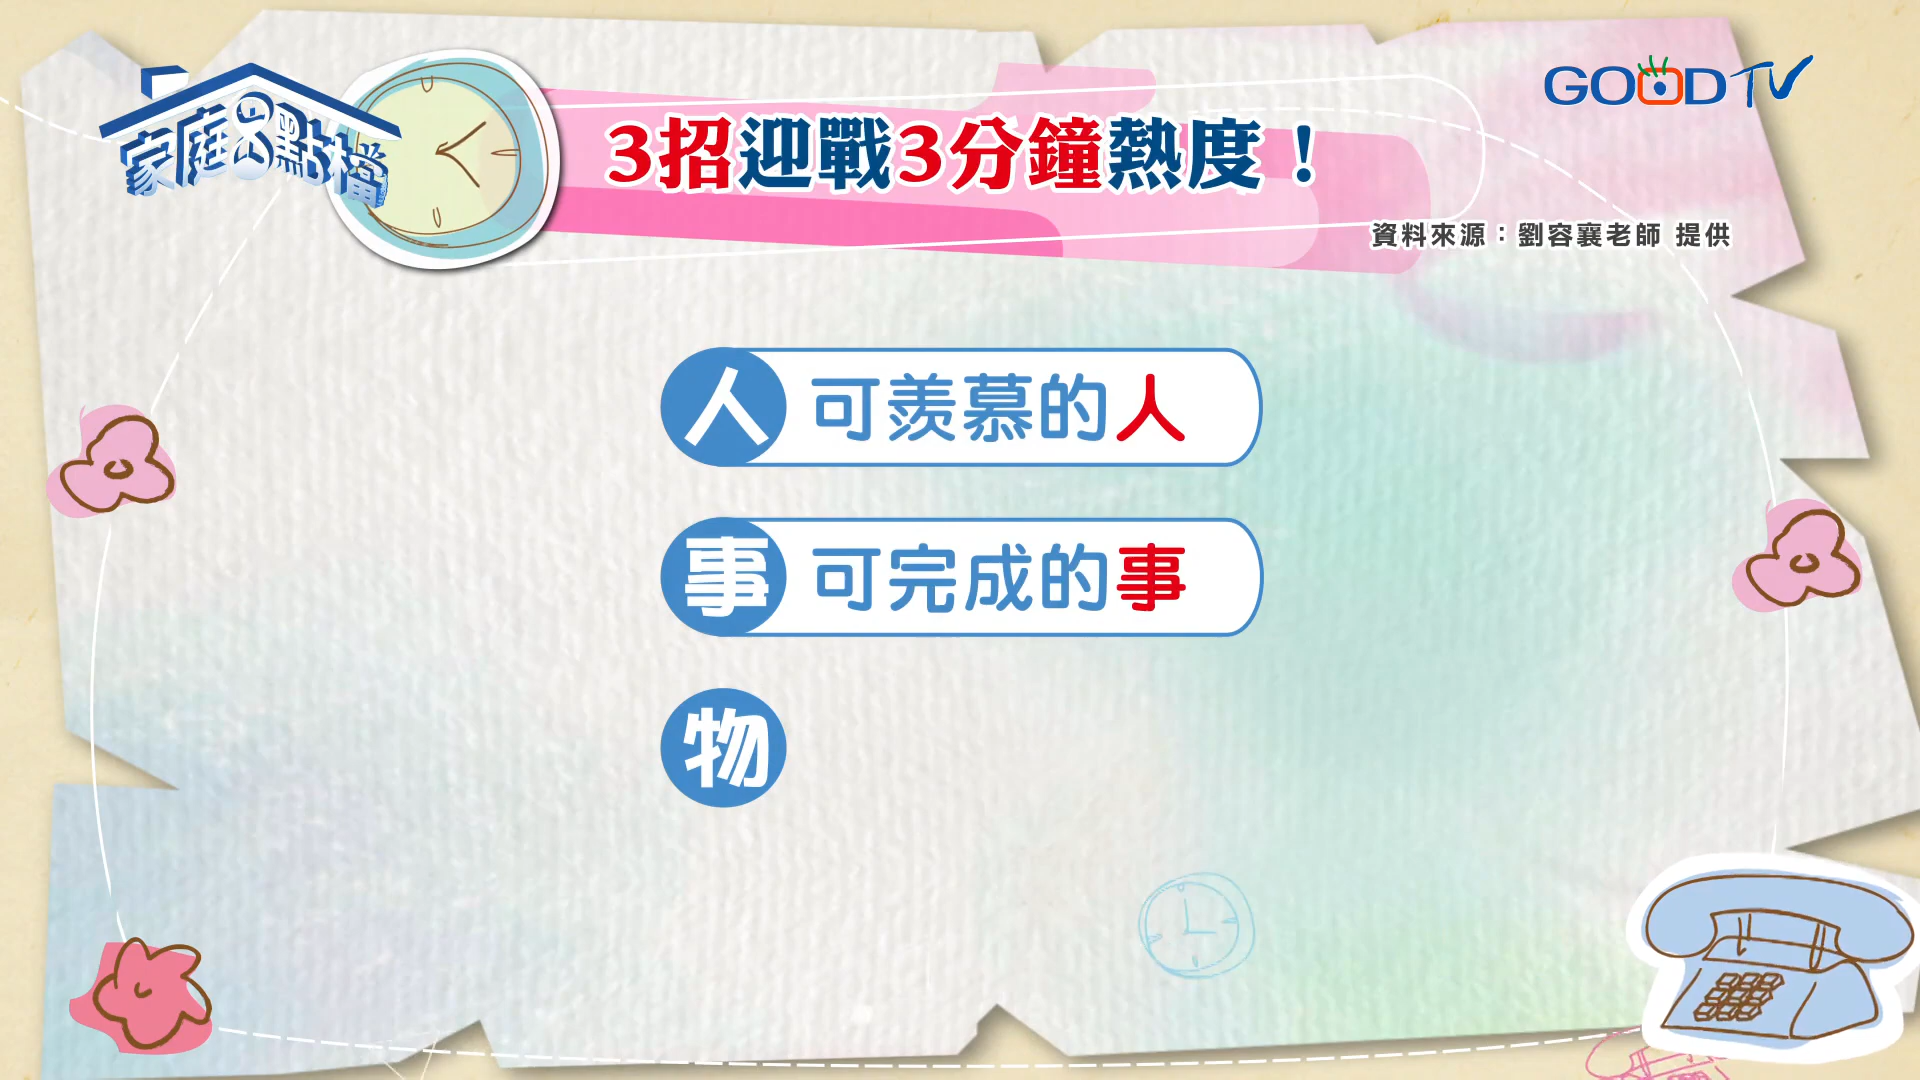 家庭8點檔
3招迎戰3分鐘熱度！
GOOD TV
資料來源：劉容襄老師 提供
人 可羨慕的人
事 可完成的事
物